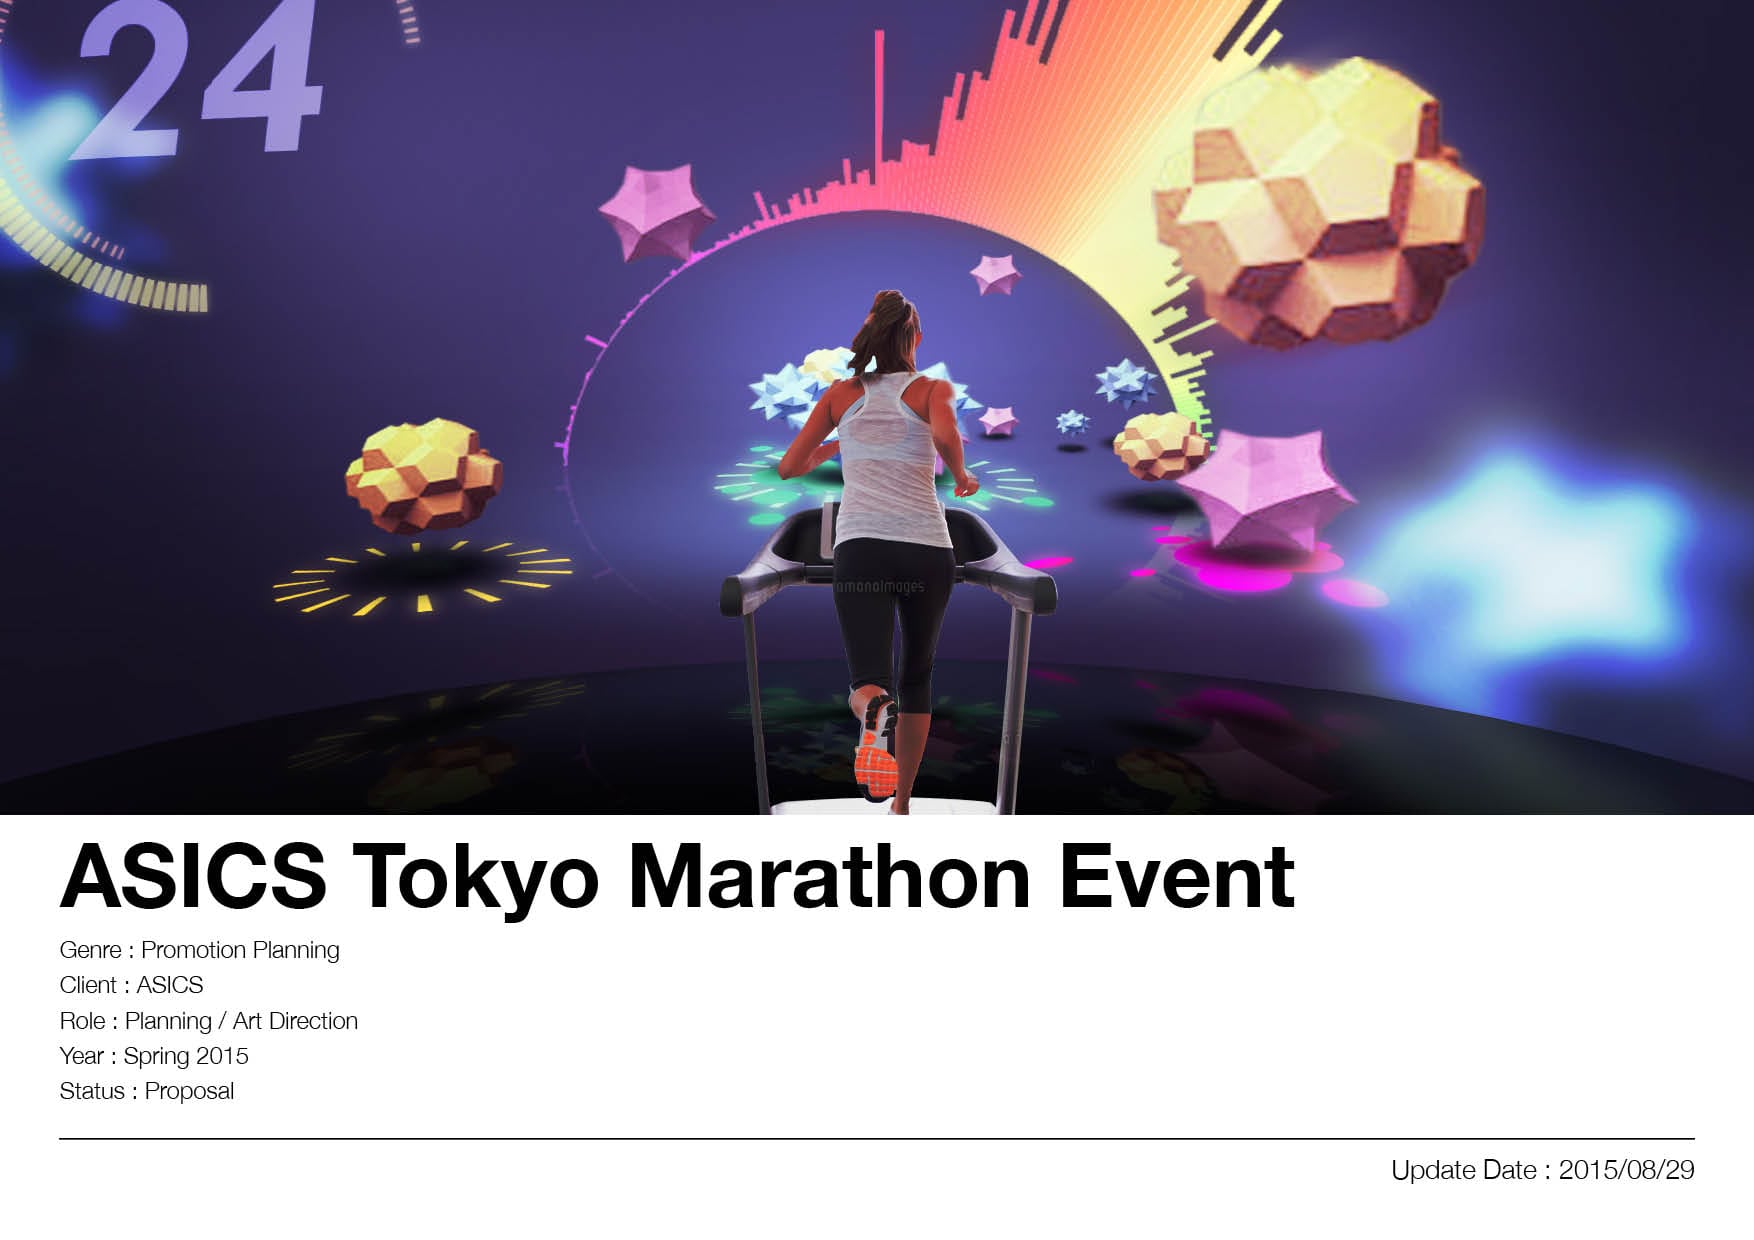 24
amanaimages
ASICS Tokyo Marathon Event
Genre : Promotion Planning
Client : ASICS
Role : Planning / Art Direction
Year : Spring 2015
Status : Proposal
Update Date : 2015/08/29